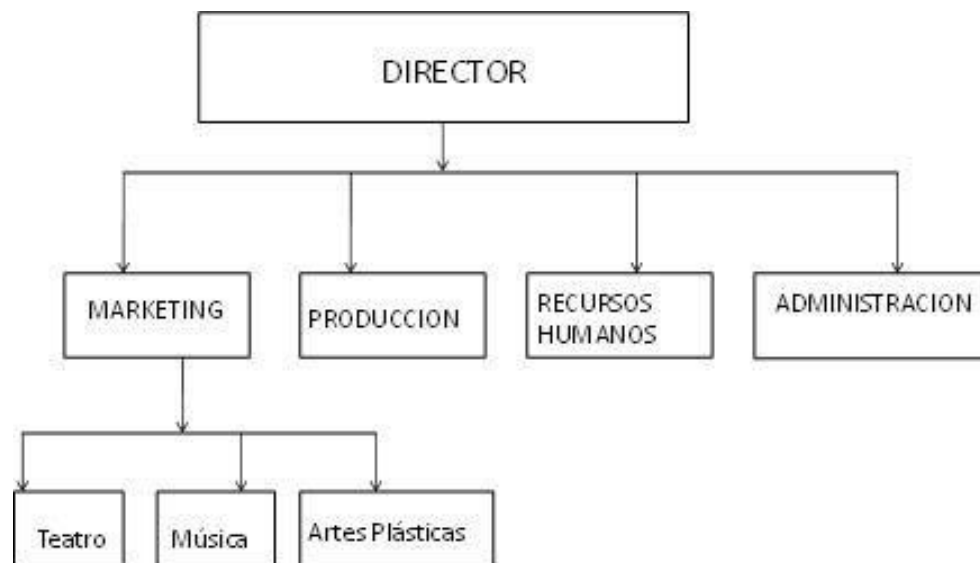 DIRECTOR
MARKETING
PRODUCCION
RECURSOS
HUMANOS
ADMINISTRACION
Teatro
Música
Artes Plásticas